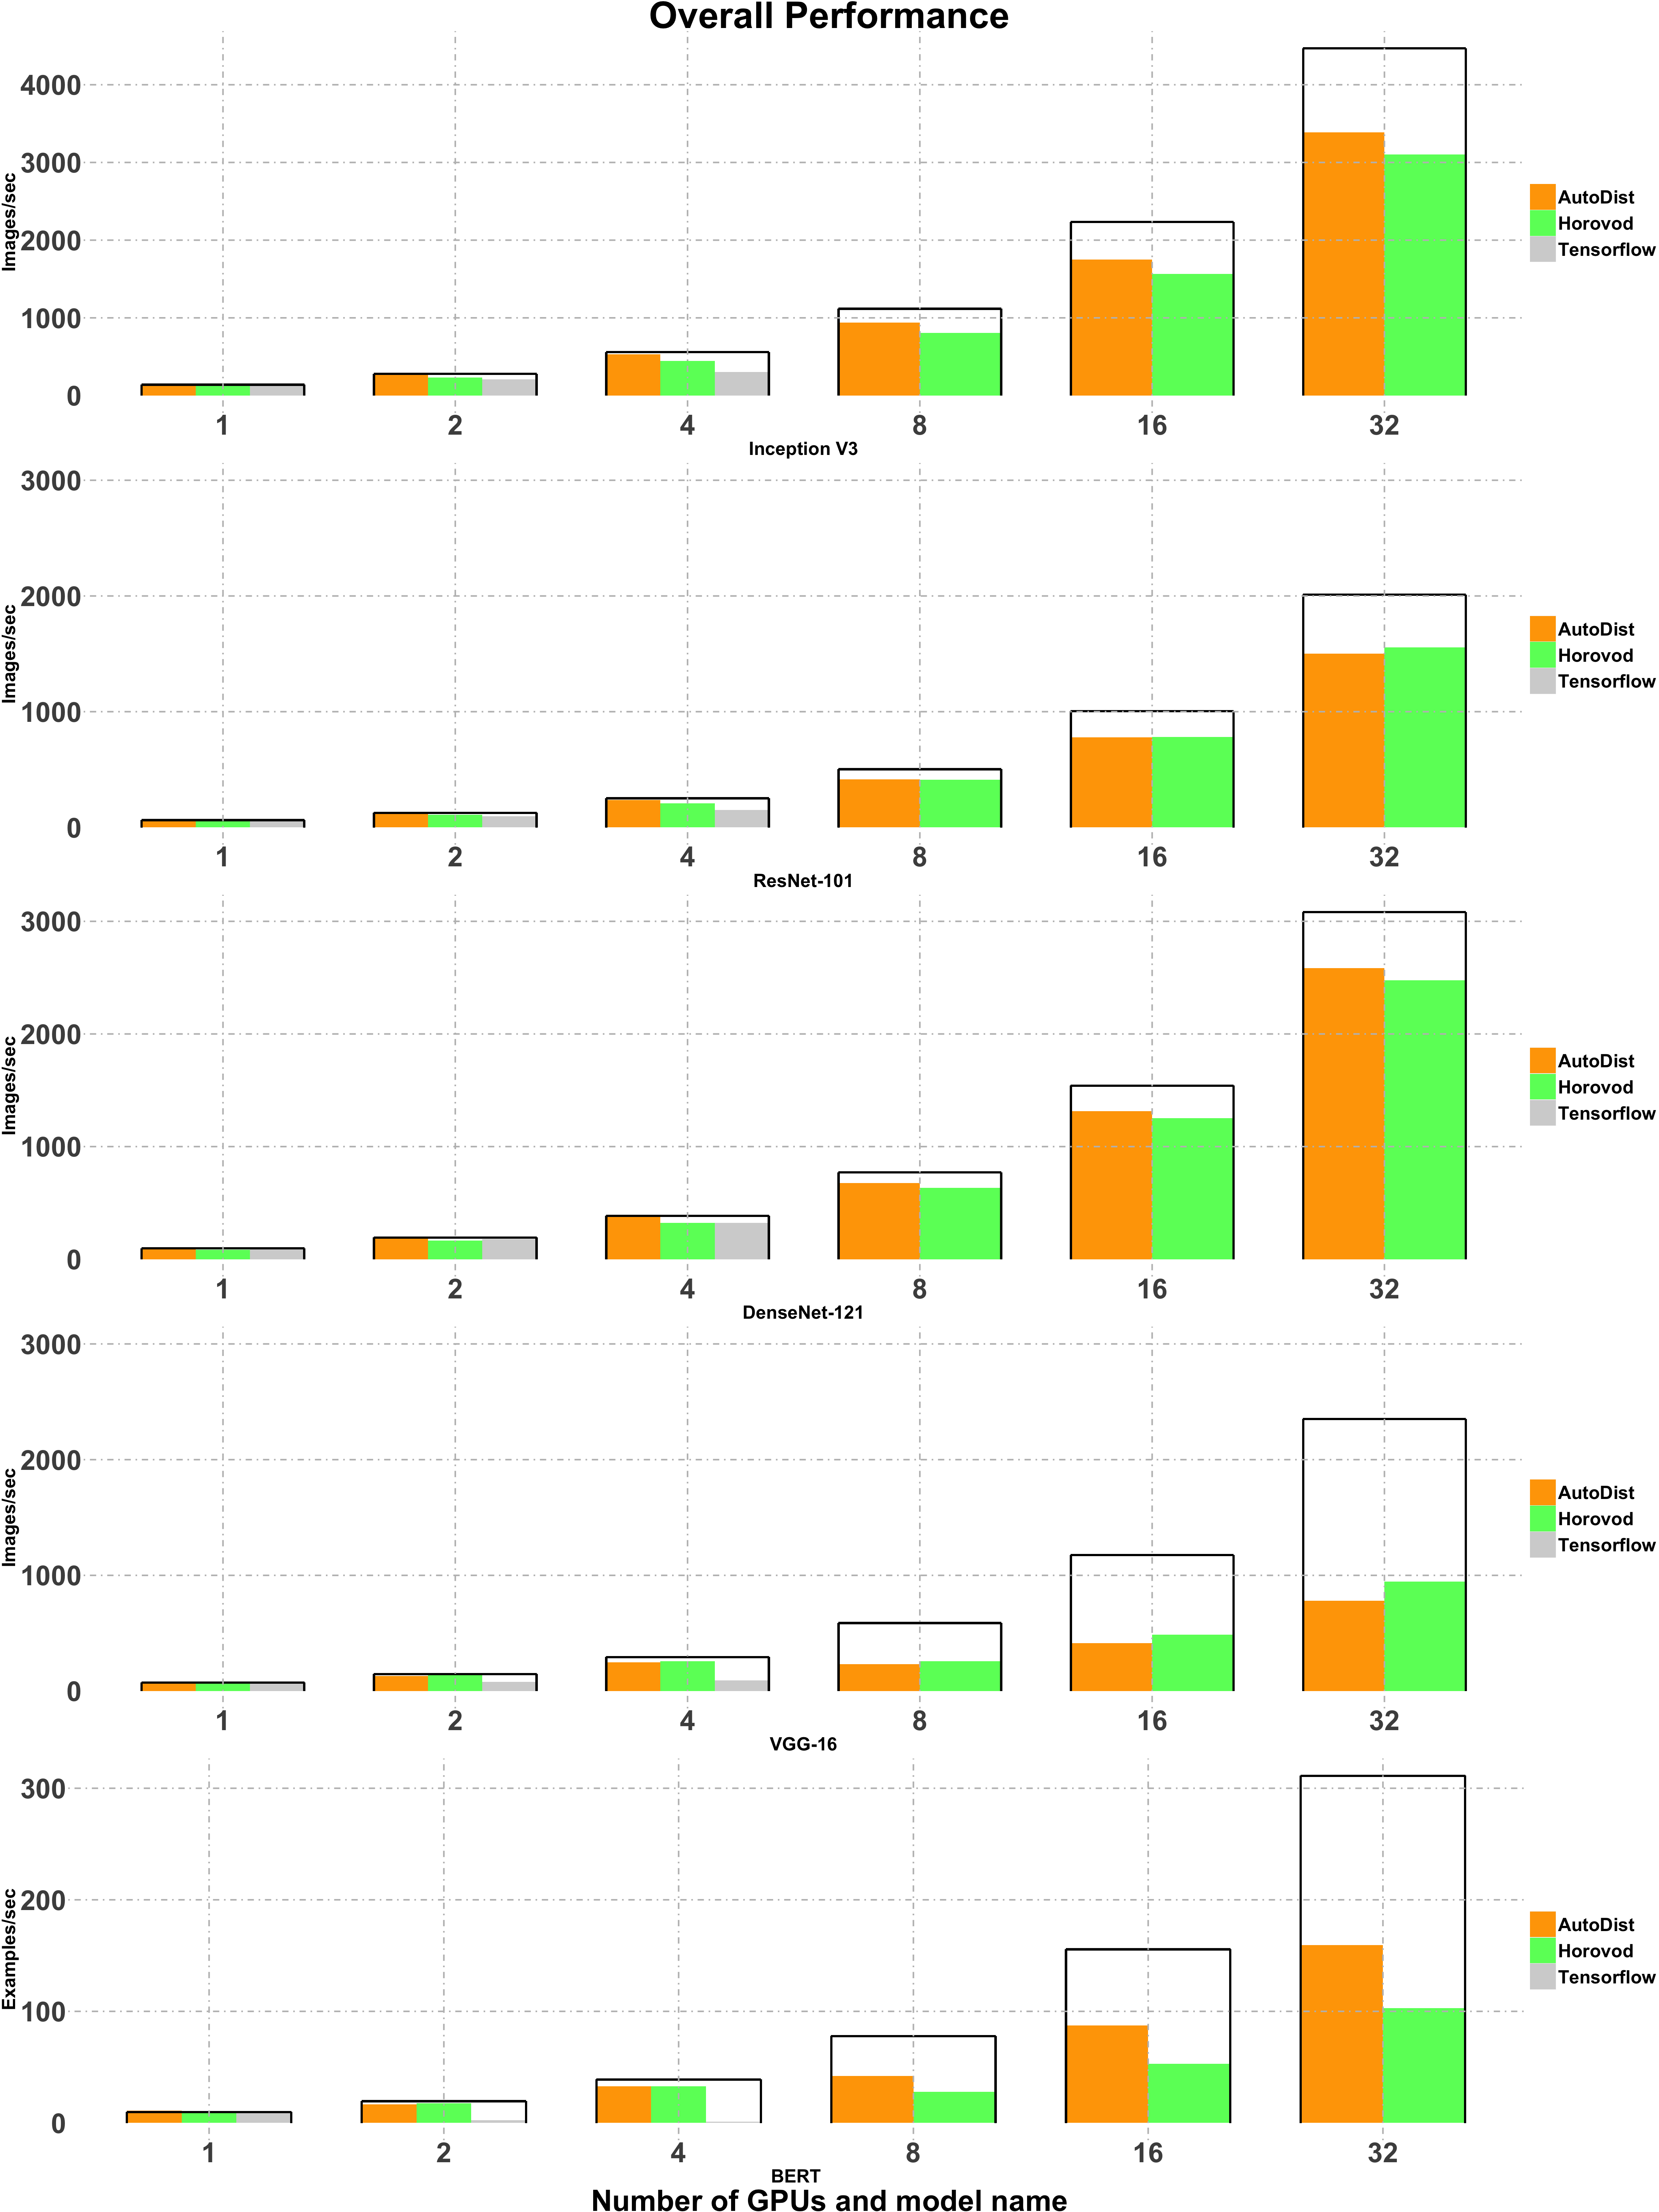 Overall Performance
4000
3000
2000
1000
0
Images/sec
1 2 4 8 16 32
Inception V3
AutoDist
Horovod
Tensorflow
3000
2000
1000
0
Images/sec
1 2 4 8 16 32
ResNet-101
AutoDist
Horovod
Tensorflow
3000
2000
1000
0
Images/sec
1 2 4 8 16 32
DenseNet-121
AutoDist
Horovod
Tensorflow
3000
2000
1000
0
Images/sec
1 2 4 8 16 32
VGG-16
AutoDist
Horovod
Tensorflow
300
200
100
0
Examples/sec
1 2 4 8 16 32
BERT
AutoDist
Horovod
Tensorflow
Number of GPUs and model name